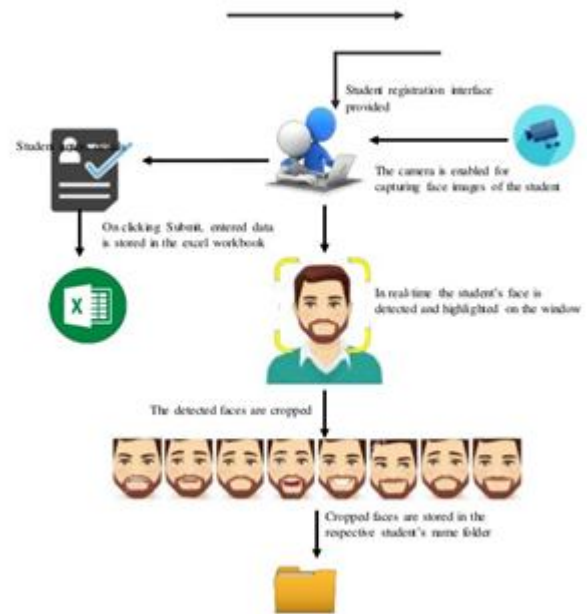 Student registration interface
provided
Student
The camera is enabled for
capturing face images of the student
On clicking Submit, entered data
is stored in the excel workbook
X
In real-time the student's face is
detected and highlighted on the window
The detected faces are cropped
Cropped faces are stored in the
respective student's name folder